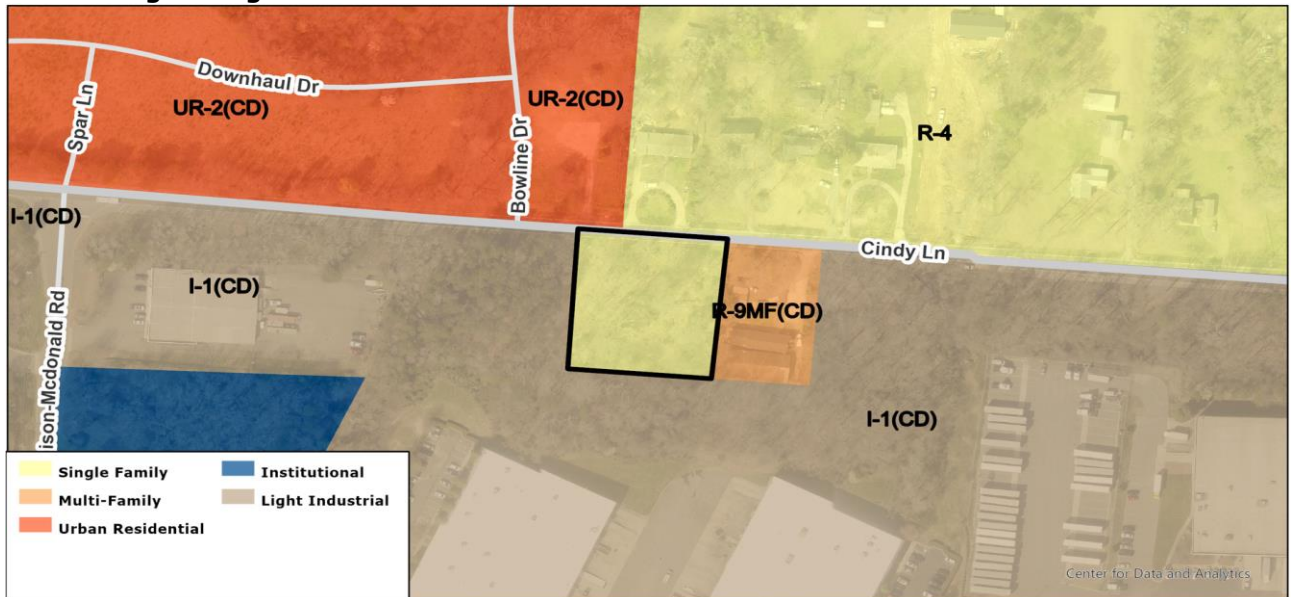 Downhaul Dr
UR-2(CD)
UR-2(CD)
Spar Ln
R-4
Bowline Dr
I-1(CD)
Cindy Ln
I-1(CD)
R-9MF(CD)
ison-Mcdonald Rd
I-1(CD)
Single Family
Institutional
Multi-Family
Light Industrial
Urban Residential
Center for Data and Analytics